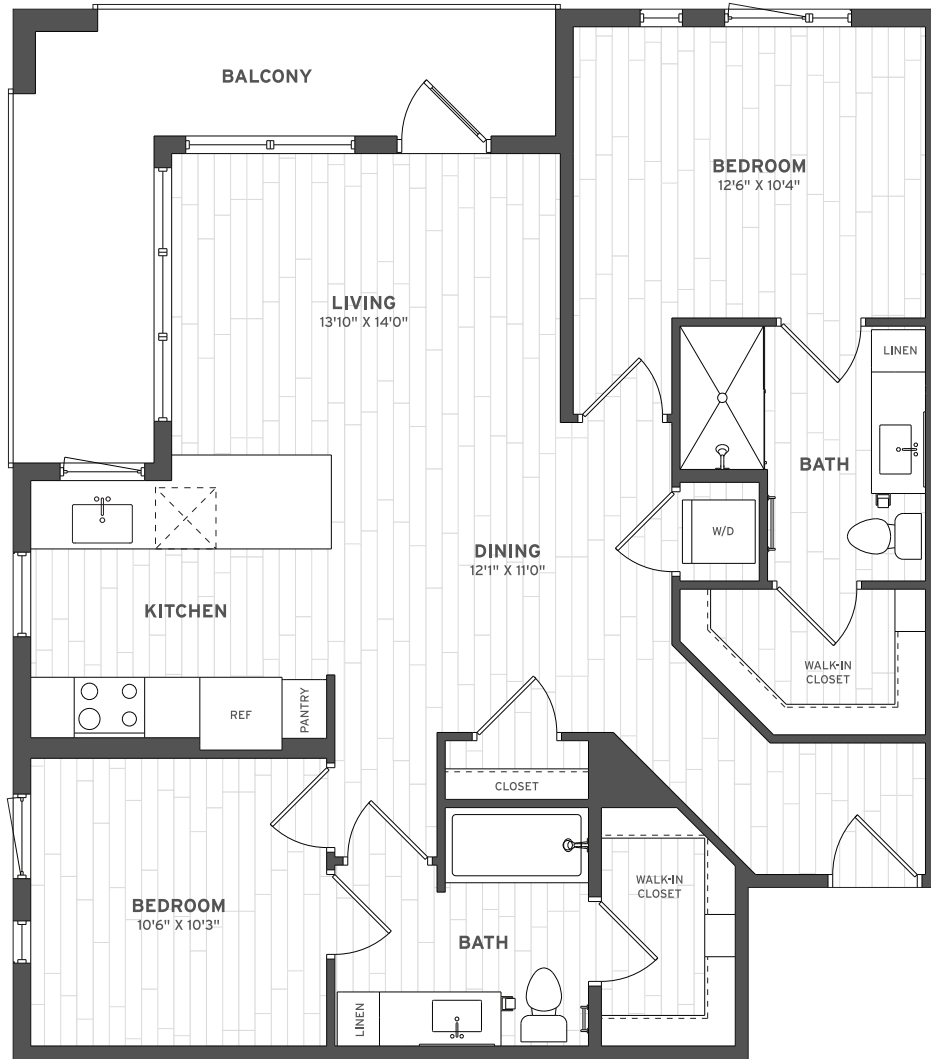 BALCONY
BEDROOM
12'6" X 10'4"
LIVING
13'10" X 14'0"
LINEN
BATH
W/D
DINING
12'1" X 11'0"
KITCHEN
WALK-IN
CLOSET
REF
PANTRY
CLOSET
WALK-IN
CLOSET
BEDROOM
10'6" X 10'3"
BATH
LINEN